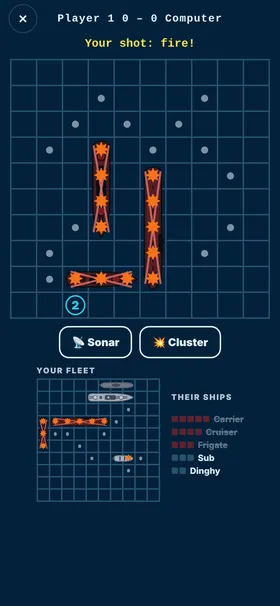 ×
Player 1 0 – 0 Computer
Your shot: fire!
2
📡 Sonar
💥 Cluster
YOUR FLEET
THEIR SHIPS
Carrier
Cruiser
Frigate
Sub
Dinghy